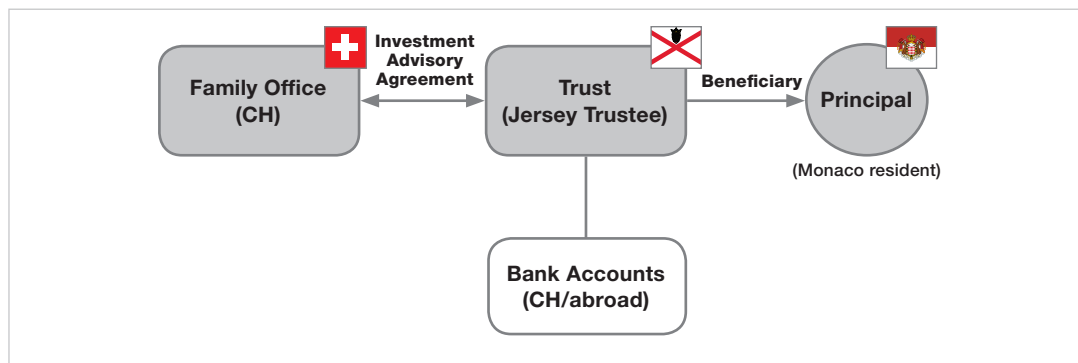 Family Office
(CH)
Investment
Advisory
Agreement
Trust
(Jersey Trustee)
Beneficiary
Principal
(Monaco resident)
Bank Accounts
(CH/abroad)